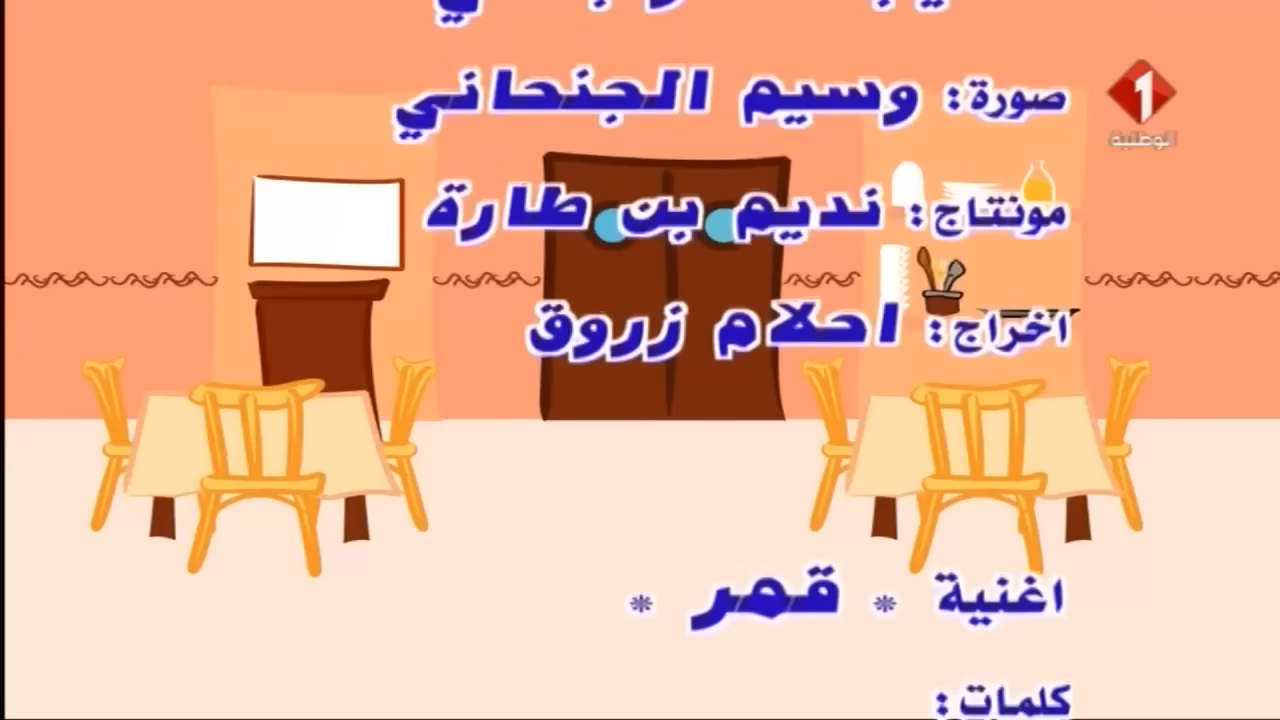 صورة: وسيم الجنحاني
1
الوطنية
مونتاج: نديم بن طارة
اخراج: احلام زروق
اغنية * قمر *
كلمات: